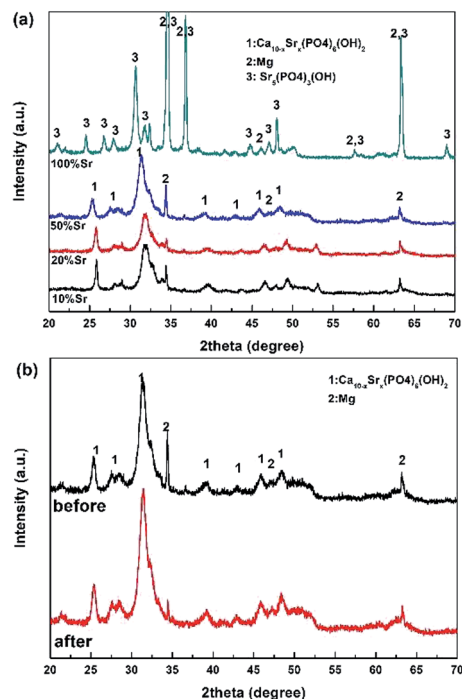 (a)
2,3 2,3 2,3
1:Ca10-xSrx(PO4)6(OH)2
2:Mg
3: Sr5(PO4)3(OH)
3 3 3 3 3 3 3 2 3 3 2,3 3
100%Sr
1 1 1 2 1 1 1 2 1 2
50%Sr
20%Sr
10%Sr
Intensity (a.u.)
20 25 30 35 40 45 50 55 60 65 70
2theta (degree)
(b)
1:Ca10-xSrx(PO4)6(OH)2
2:Mg
1 1 1 2 1 1 1 2 1 2
before
after
Intensity (a.u.)
20 25 30 35 40 45 50 55 60 65 70
2theta (degree)